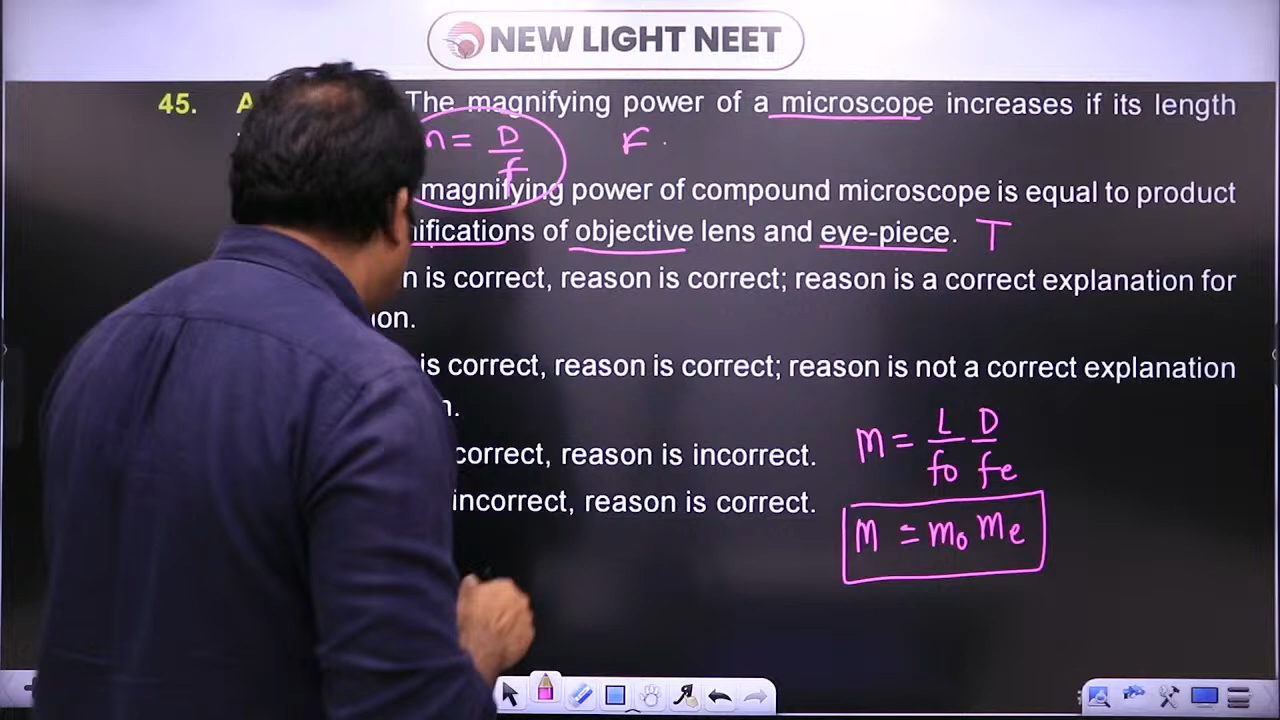 NEW LIGHT NEET
45. The magnifying power of a microscope increases if its length
= D/f F.
magnifying power of compound microscope is equal to product
of objective lens and eye-piece. T
is correct, reason is correct; reason is a correct explanation for
is correct, reason is correct; reason is not a correct explanation
correct, reason is incorrect.
incorrect, reason is correct.
m = L/fo D/fe
m = mo me